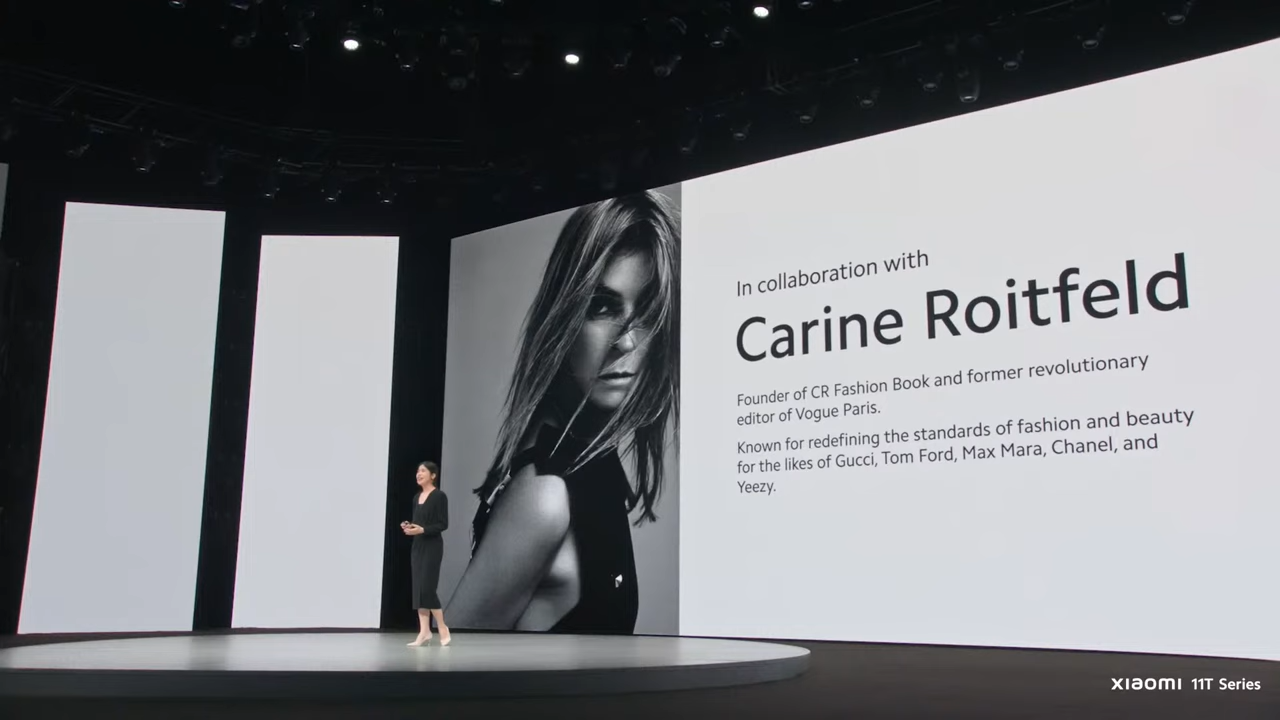 In collaboration with
Carine Roitfeld
Founder of CR Fashion Book and former revolutionary
editor of Vogue Paris.
Known for redefining the standards of fashion and beauty
for the likes of Gucci, Tom Ford, Max Mara, Chanel, and
Yeezy.
xiaomi 11T Series